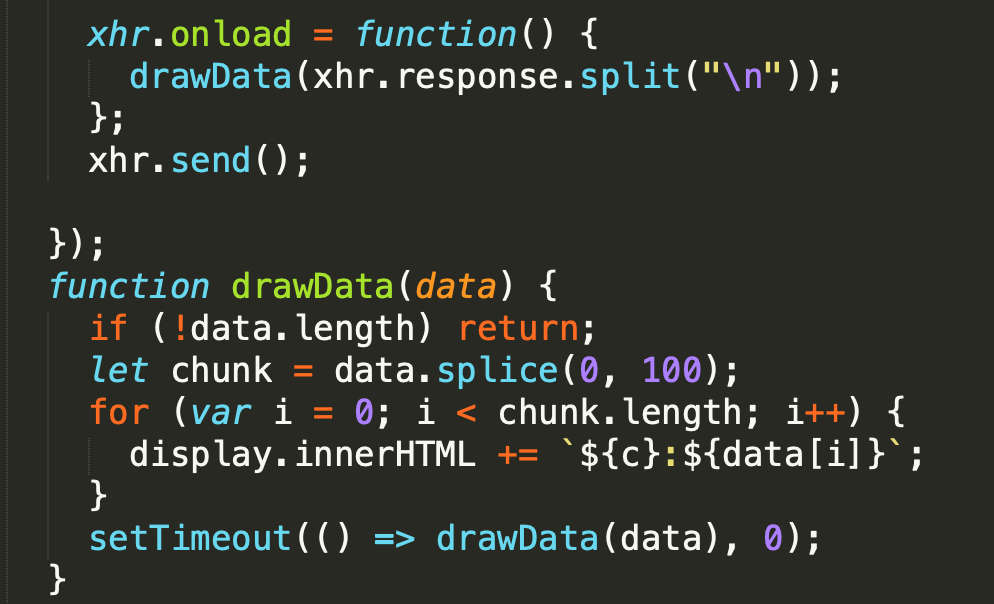 xhr.onload = function() {
drawData(xhr.response.split("\n"));
};
xhr.send();
});
function drawData(data) {
if (!data.length) return;
let chunk = data.splice(0, 100);
for (var i = 0; i < chunk.length; i++) {
display.innerHTML += `${c}:${data[i]}`;
}
setTimeout(() => drawData(data), 0);
}